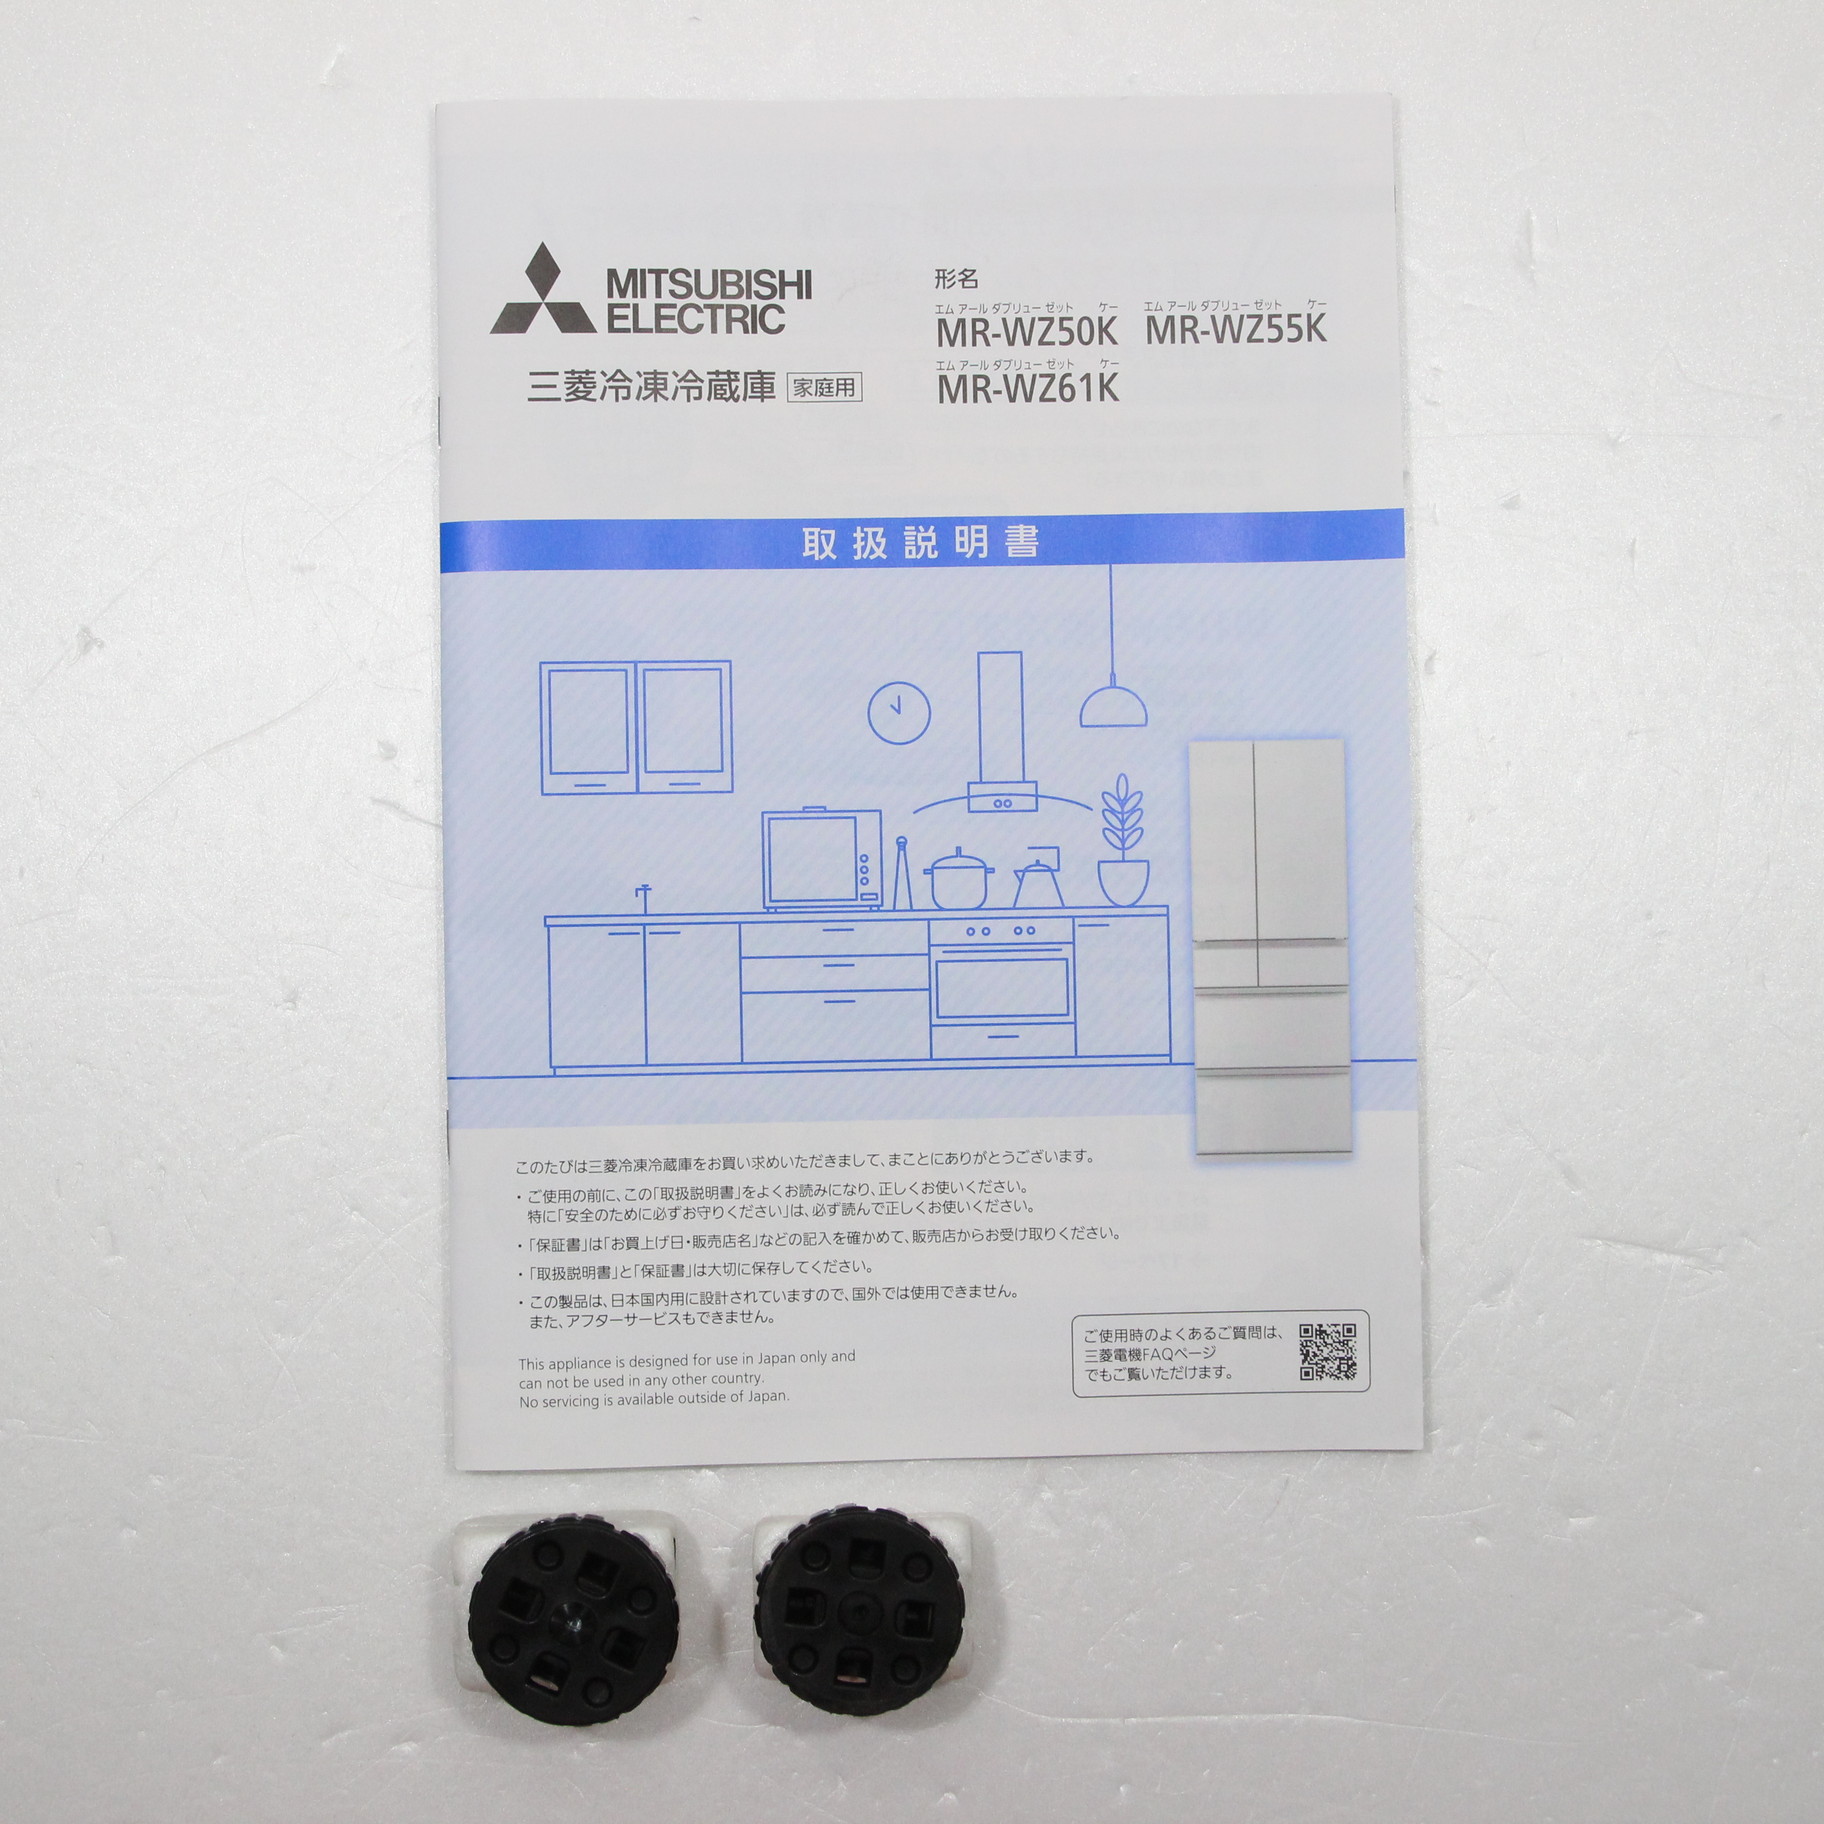 MITSUBISHI
ELECTRIC
三菱冷凍冷蔵庫 家庭用
形名
エム アール ダブリュー ゼット ケー エム アール ダブリュー ゼット ケー
MR-WZ50K MR-WZ55K
エム アール ダブリュー ゼット ケー
MR-WZ61K
取扱説明書
このたびは三菱冷凍冷蔵庫をお買い求めいただきまして、まことにありがとうございます。
・ご使用の前に、この「取扱説明書」をよくお読みになり、正しくお使いください。
特に「安全のために必ずお守りください」は、必ず読んで正しくお使いください。
・「保証書」は「お買上げ日・販売店名」などの記入を確かめて、販売店からお受け取りください。
・「取扱説明書」と「保証書」は大切に保存してください。
・この製品は、日本国内用に設計されていますので、国外では使用できません。
また、アフターサービスもできません。
This appliance is designed for use in Japan only and
can not be used in any other country.
No servicing is available outside of Japan.
ご使用時のよくあるご質問は、
三菱電機FAQページ
でもご覧いただけます。